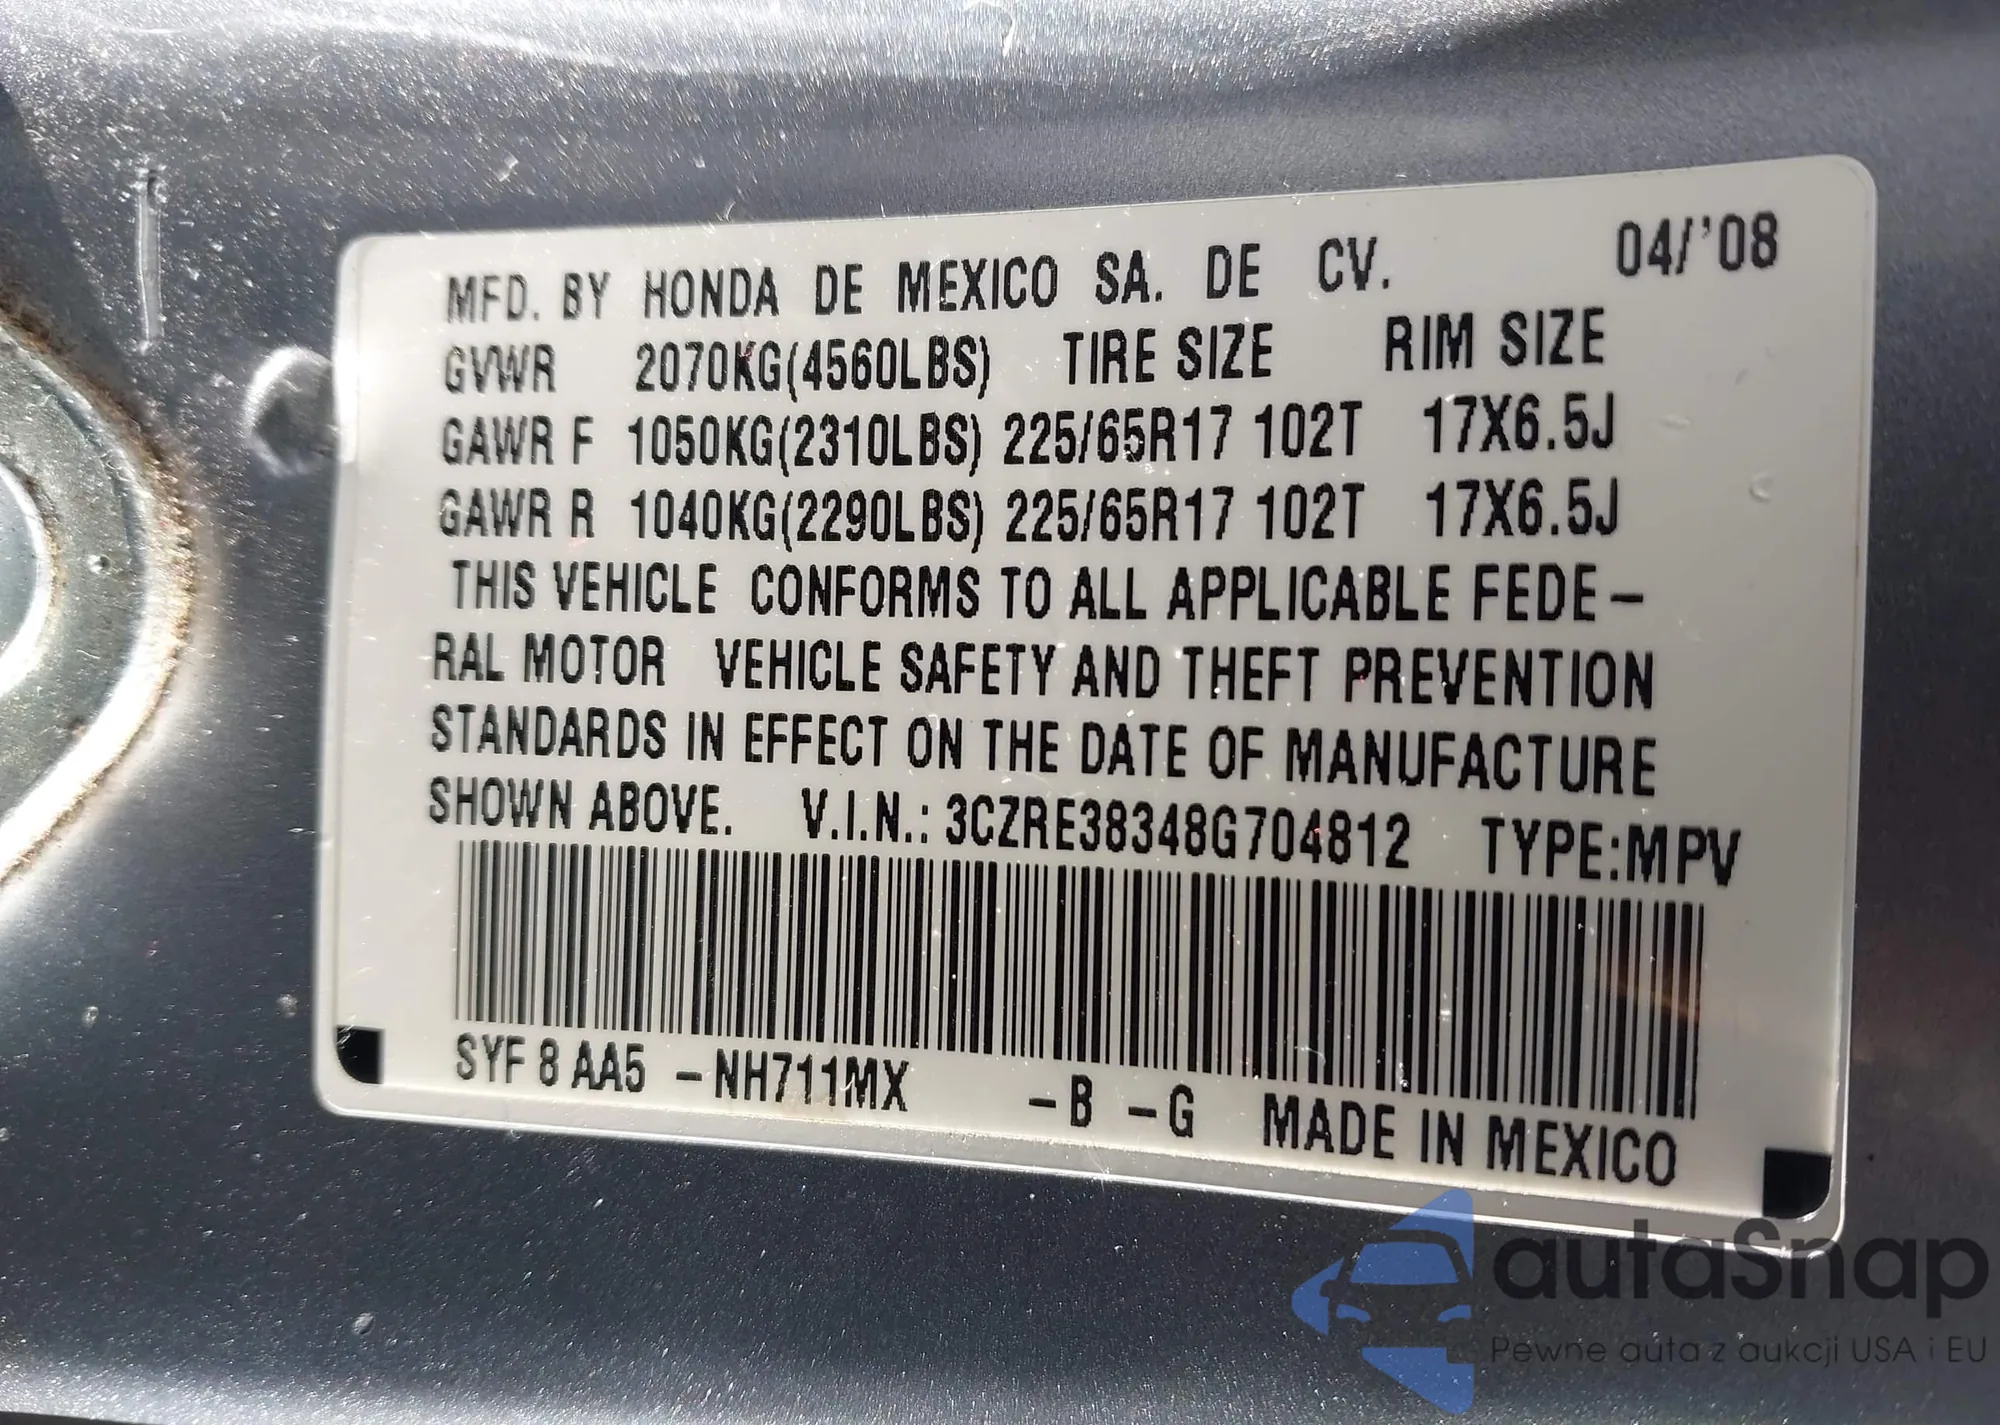 MFD. BY HONDA DE MEXICO SA. DE CV. 04/'08
GVWR 2070KG(4560LBS) TIRE SIZE RIM SIZE
GAWR F 1050KG(2310LBS) 225/65R17 102T 17X6.5J
GAWR R 1040KG(2290LBS) 225/65R17 102T 17X6.5J
THIS VEHICLE CONFORMS TO ALL APPLICABLE FEDE-
RAL MOTOR VEHICLE SAFETY AND THEFT PREVENTION
STANDARDS IN EFFECT ON THE DATE OF MANUFACTURE
SHOWN ABOVE. V.I.N.: 3CZRE38348G704812 TYPE:MPV
SYF 8 AA5 -NH711MX -B -G MADE IN MEXICO
autaSnap
Pewne auta z aukcji USA i EU